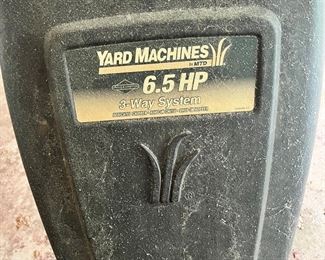 YARD MACHINES
by MTD
6.5 HP
3-Way System